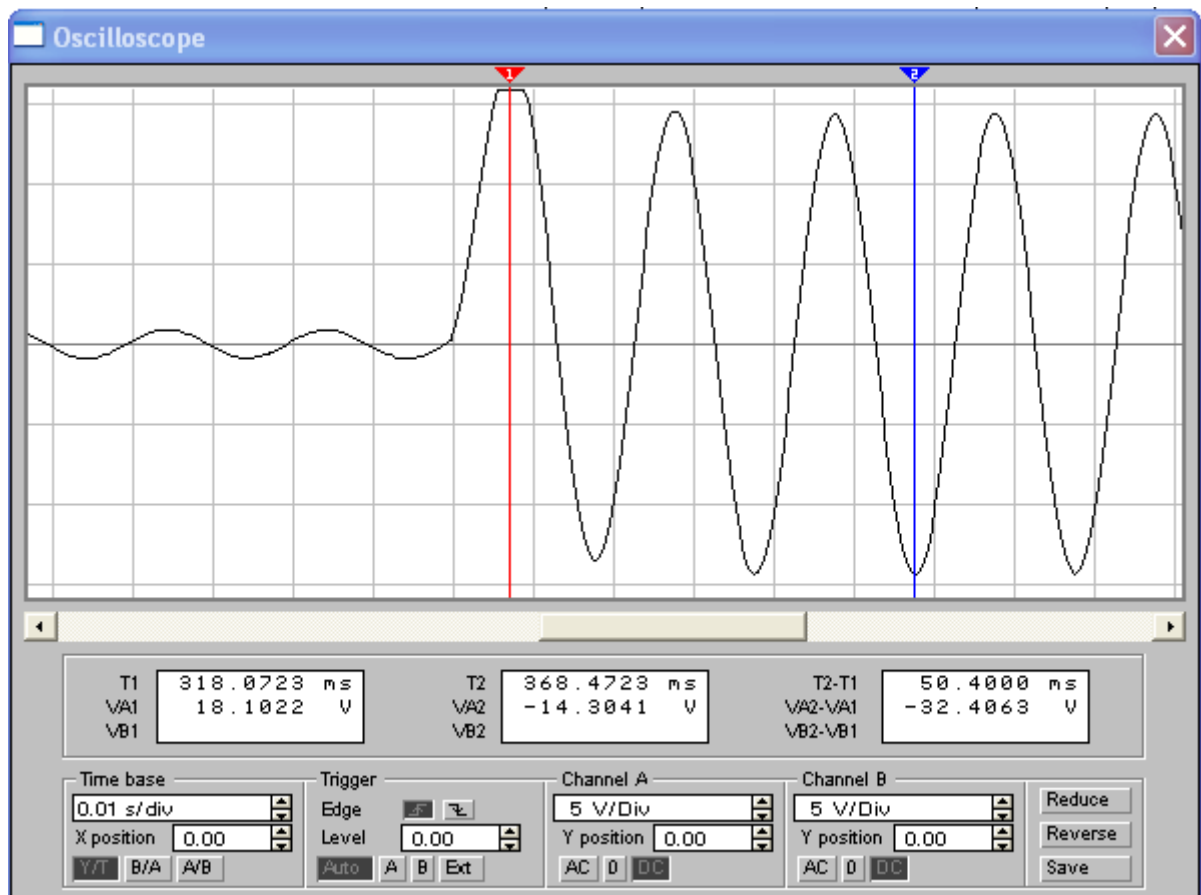 Oscilloscope
1 2
T1 318.0723 ms T2 368.4723 ms T2-T1 50.4000 ms
VA1 18.1022 V VA2 -14.3041 V VA2-VA1 -32.4063 V
VB1 VB2 VB2-VB1
Time base Trigger Channel A Channel B
0.01 s/div Edge 5 V/Div 5 V/Div Reduce
X position 0.00 Level 0.00 Y position 0.00 Y position 0.00 Reverse
Y/T B/A A/B Auto A B Ext AC 0 DC AC 0 DC Save